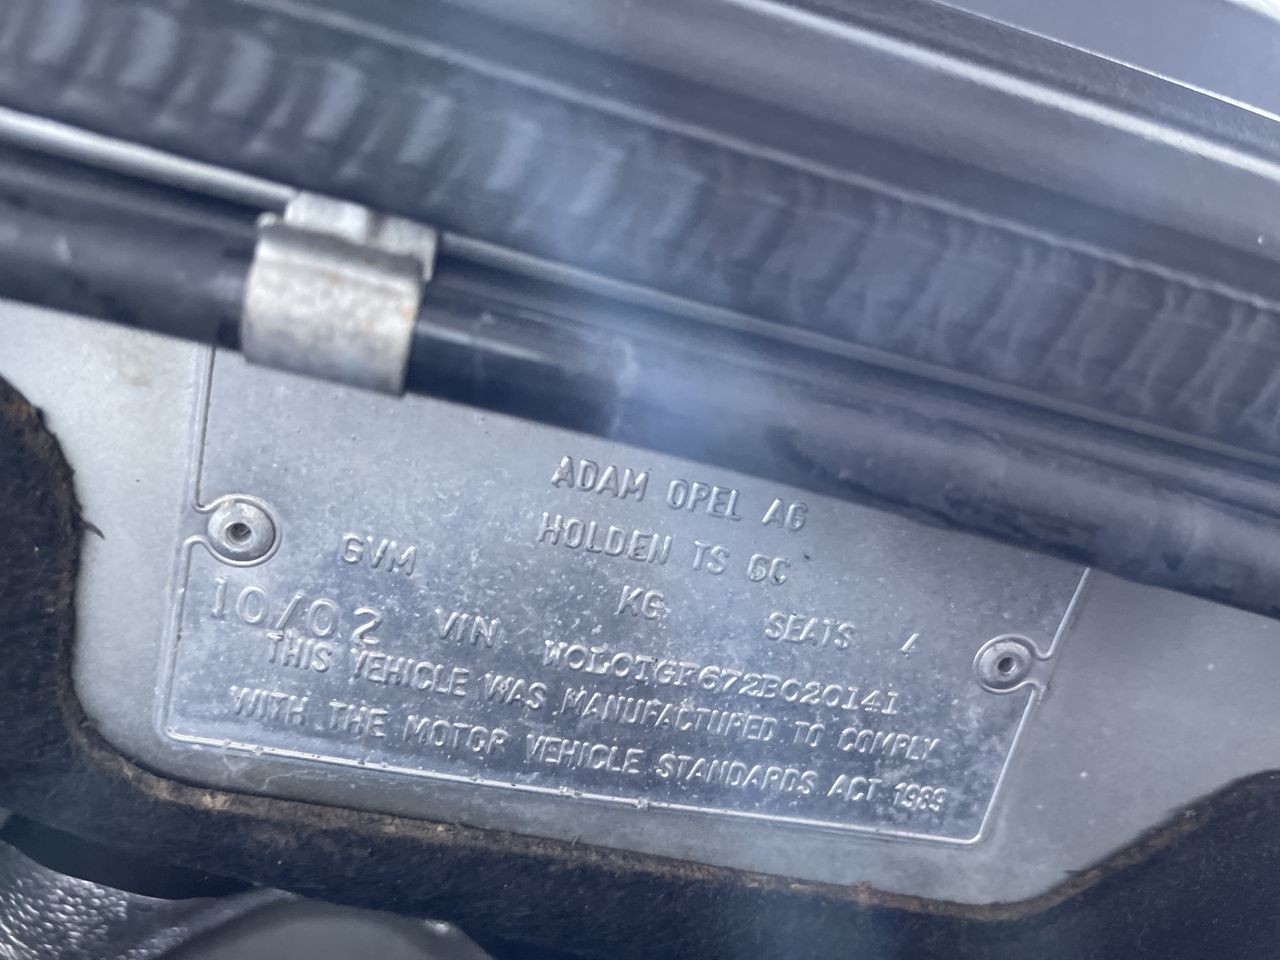 ADAM OPEL AG
HOLDEN TS GC
GVM KG SEATS 4
10/02 VIN W0L0TGF672B020141
THIS VEHICLE WAS MANUFACTURED TO COMPLY
WITH THE MOTOR VEHICLE STANDARDS ACT 1989